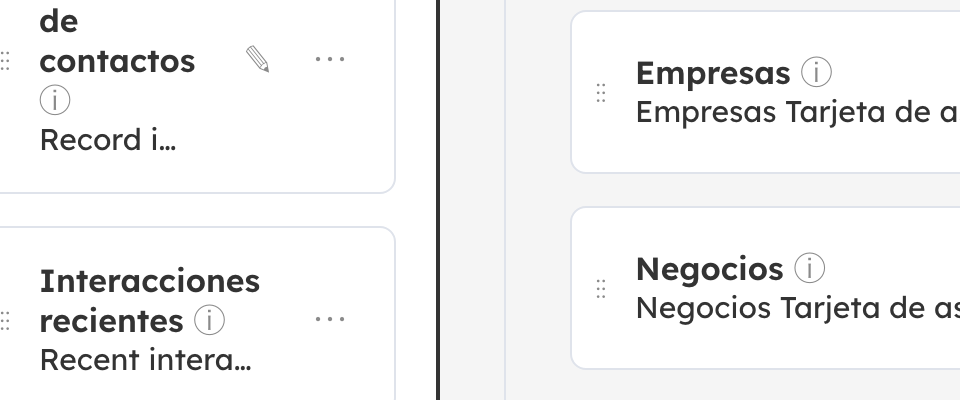 de
contactos
Record i...
Interacciones
recientes
Recent intera...
Empresas
Empresas Tarjeta de a
Negocios
Negocios Tarjeta de as